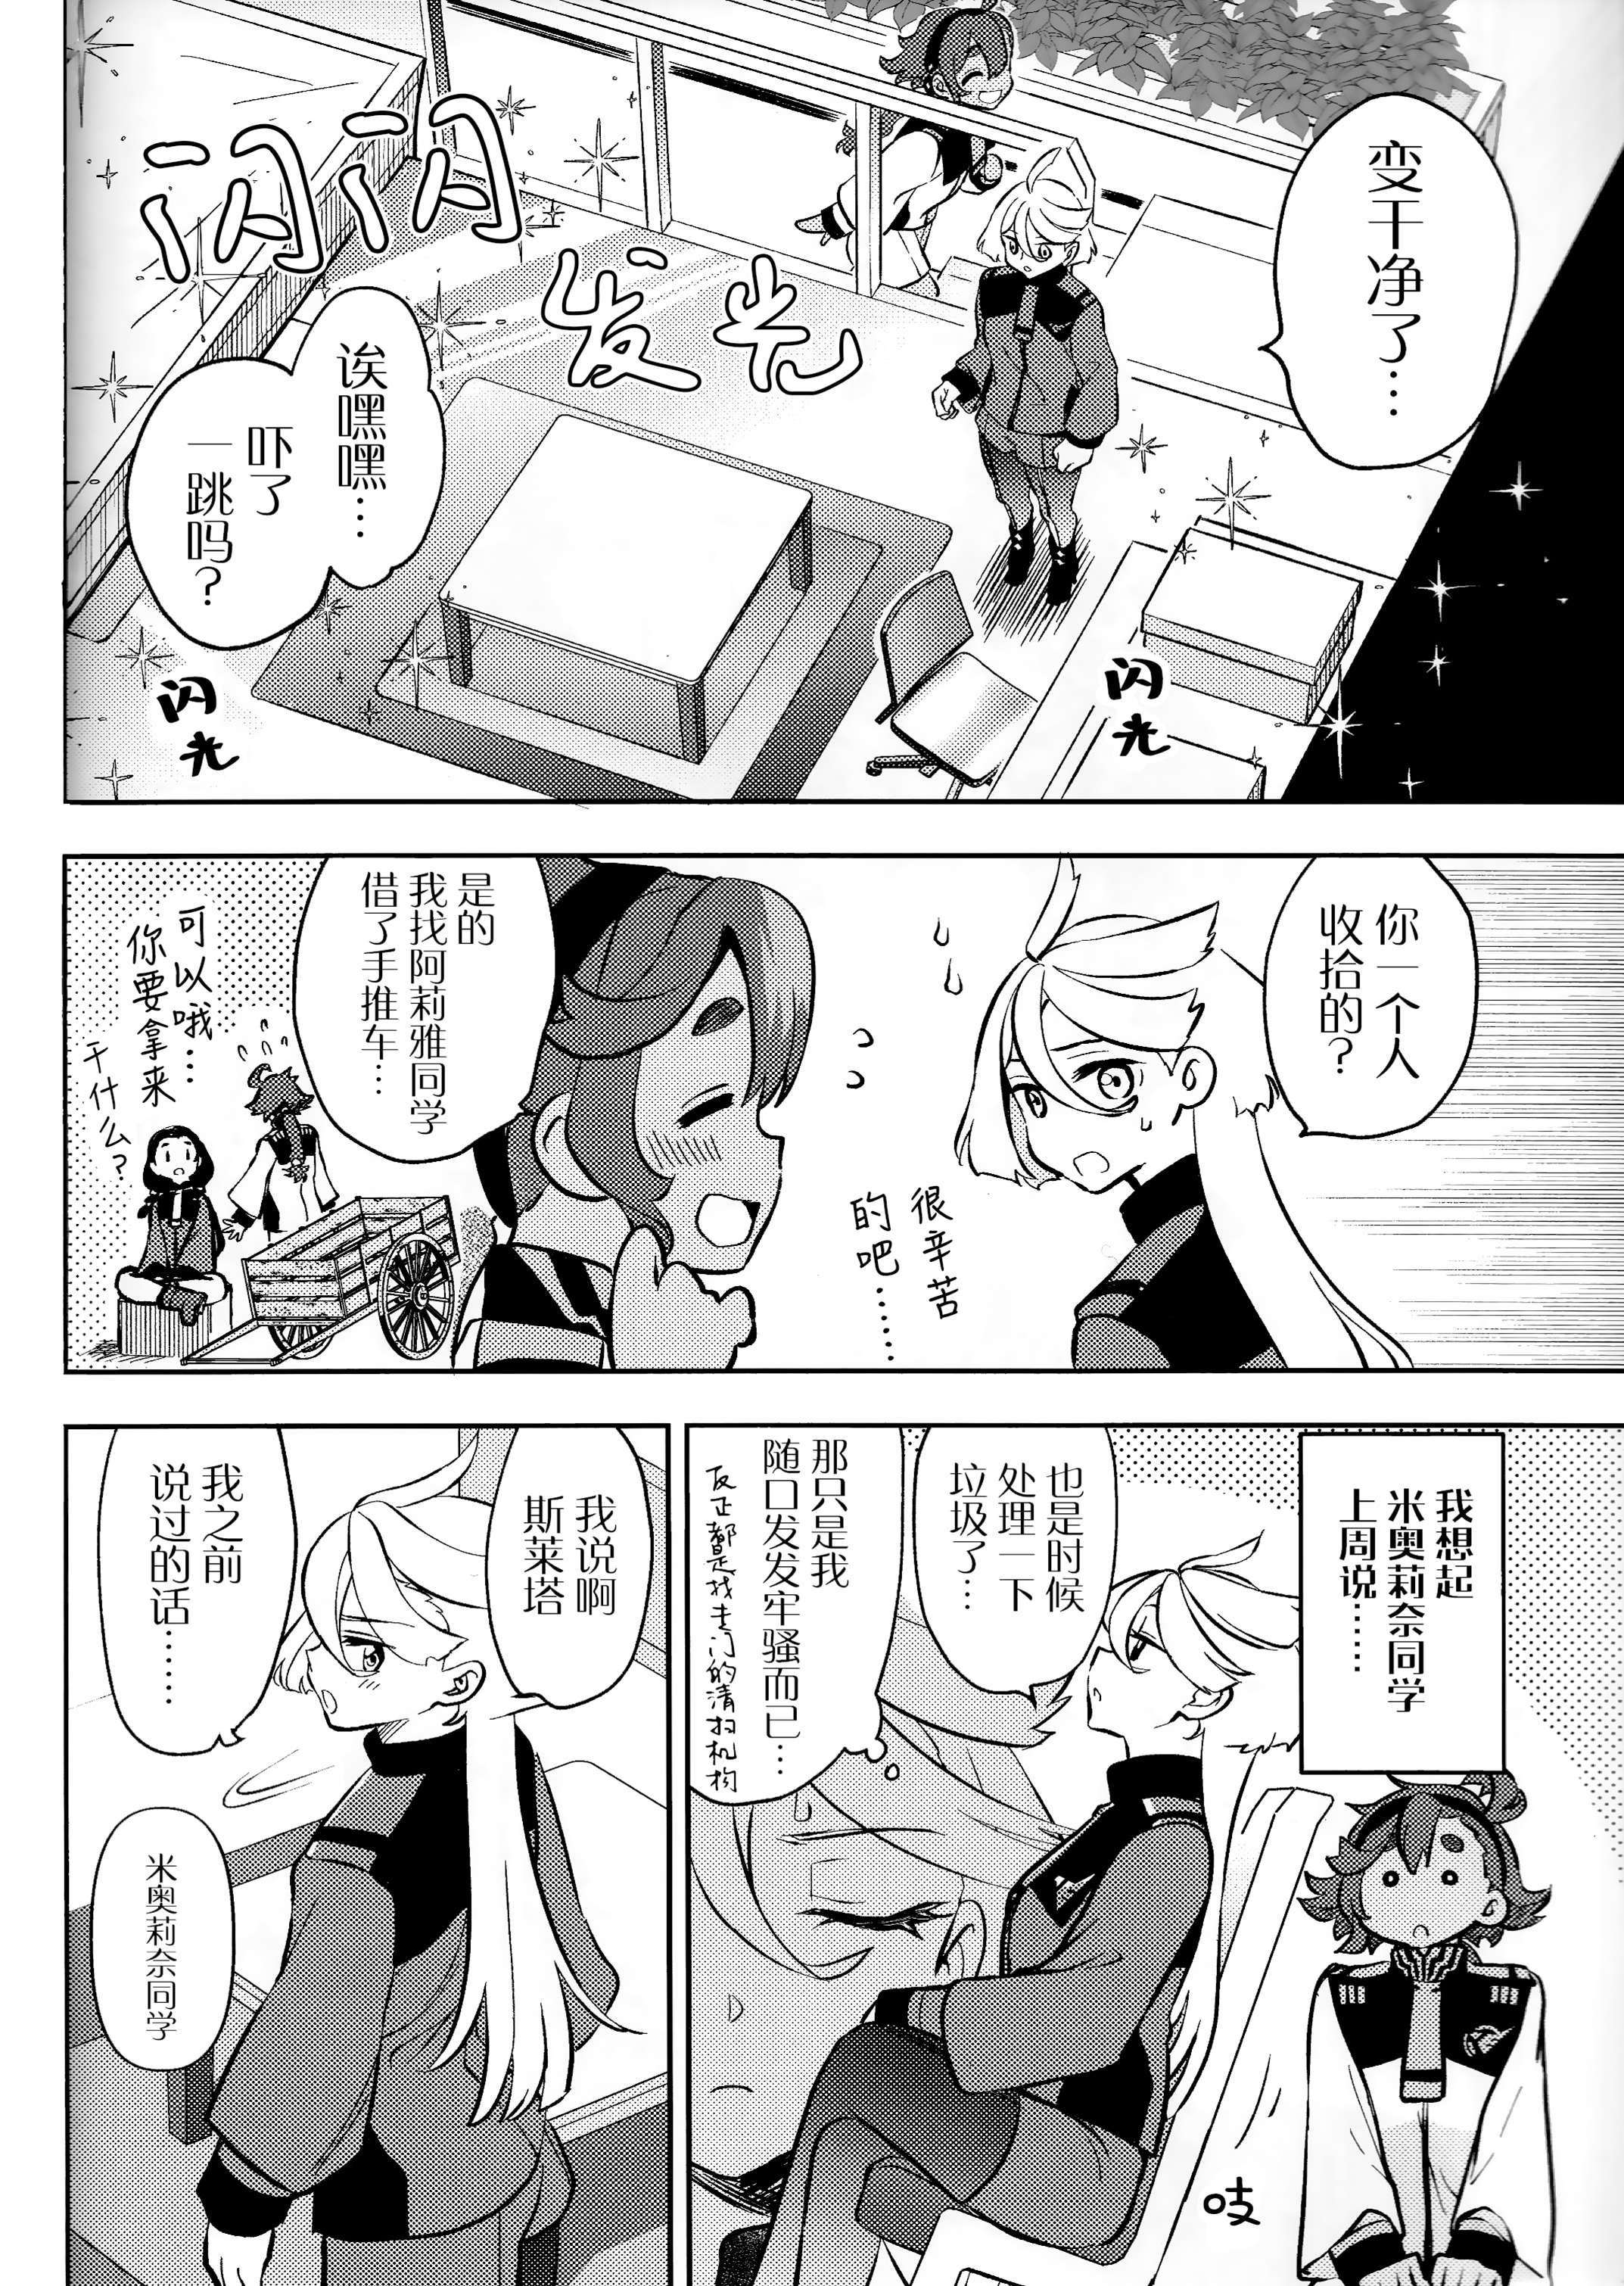 变干净了…
闪闪
发光
诶嘿嘿…
吓了
一跳吗？
闪光
闪光
你一个人
收拾的？
很辛苦
的吧……
是的
我找阿莉雅同学
借了手推车…
可以哦…
你要拿来
干什么？
我想起
米奥莉奈同学
上周说……
吱
也是时候
处理一下
垃圾了…
那只是我
随口发发牢骚而已…
反正都是找专门的清扫机构
我说啊
斯莱塔
我之前
说过的话……
米奥莉奈同学